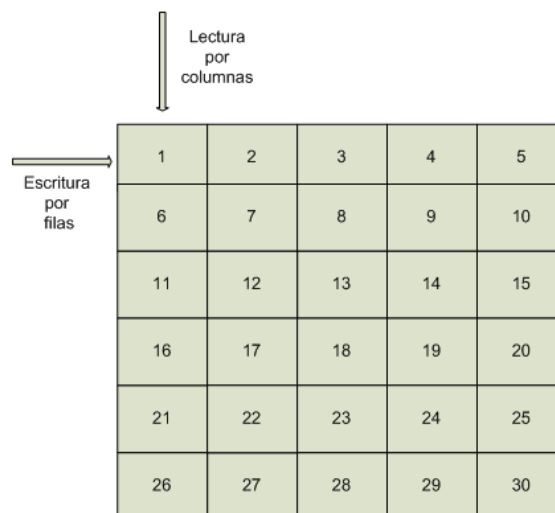 Lectura
por
columnas
Escritura
por
filas
1 2 3 4 5
6 7 8 9 10
11 12 13 14 15
16 17 18 19 20
21 22 23 24 25
26 27 28 29 30